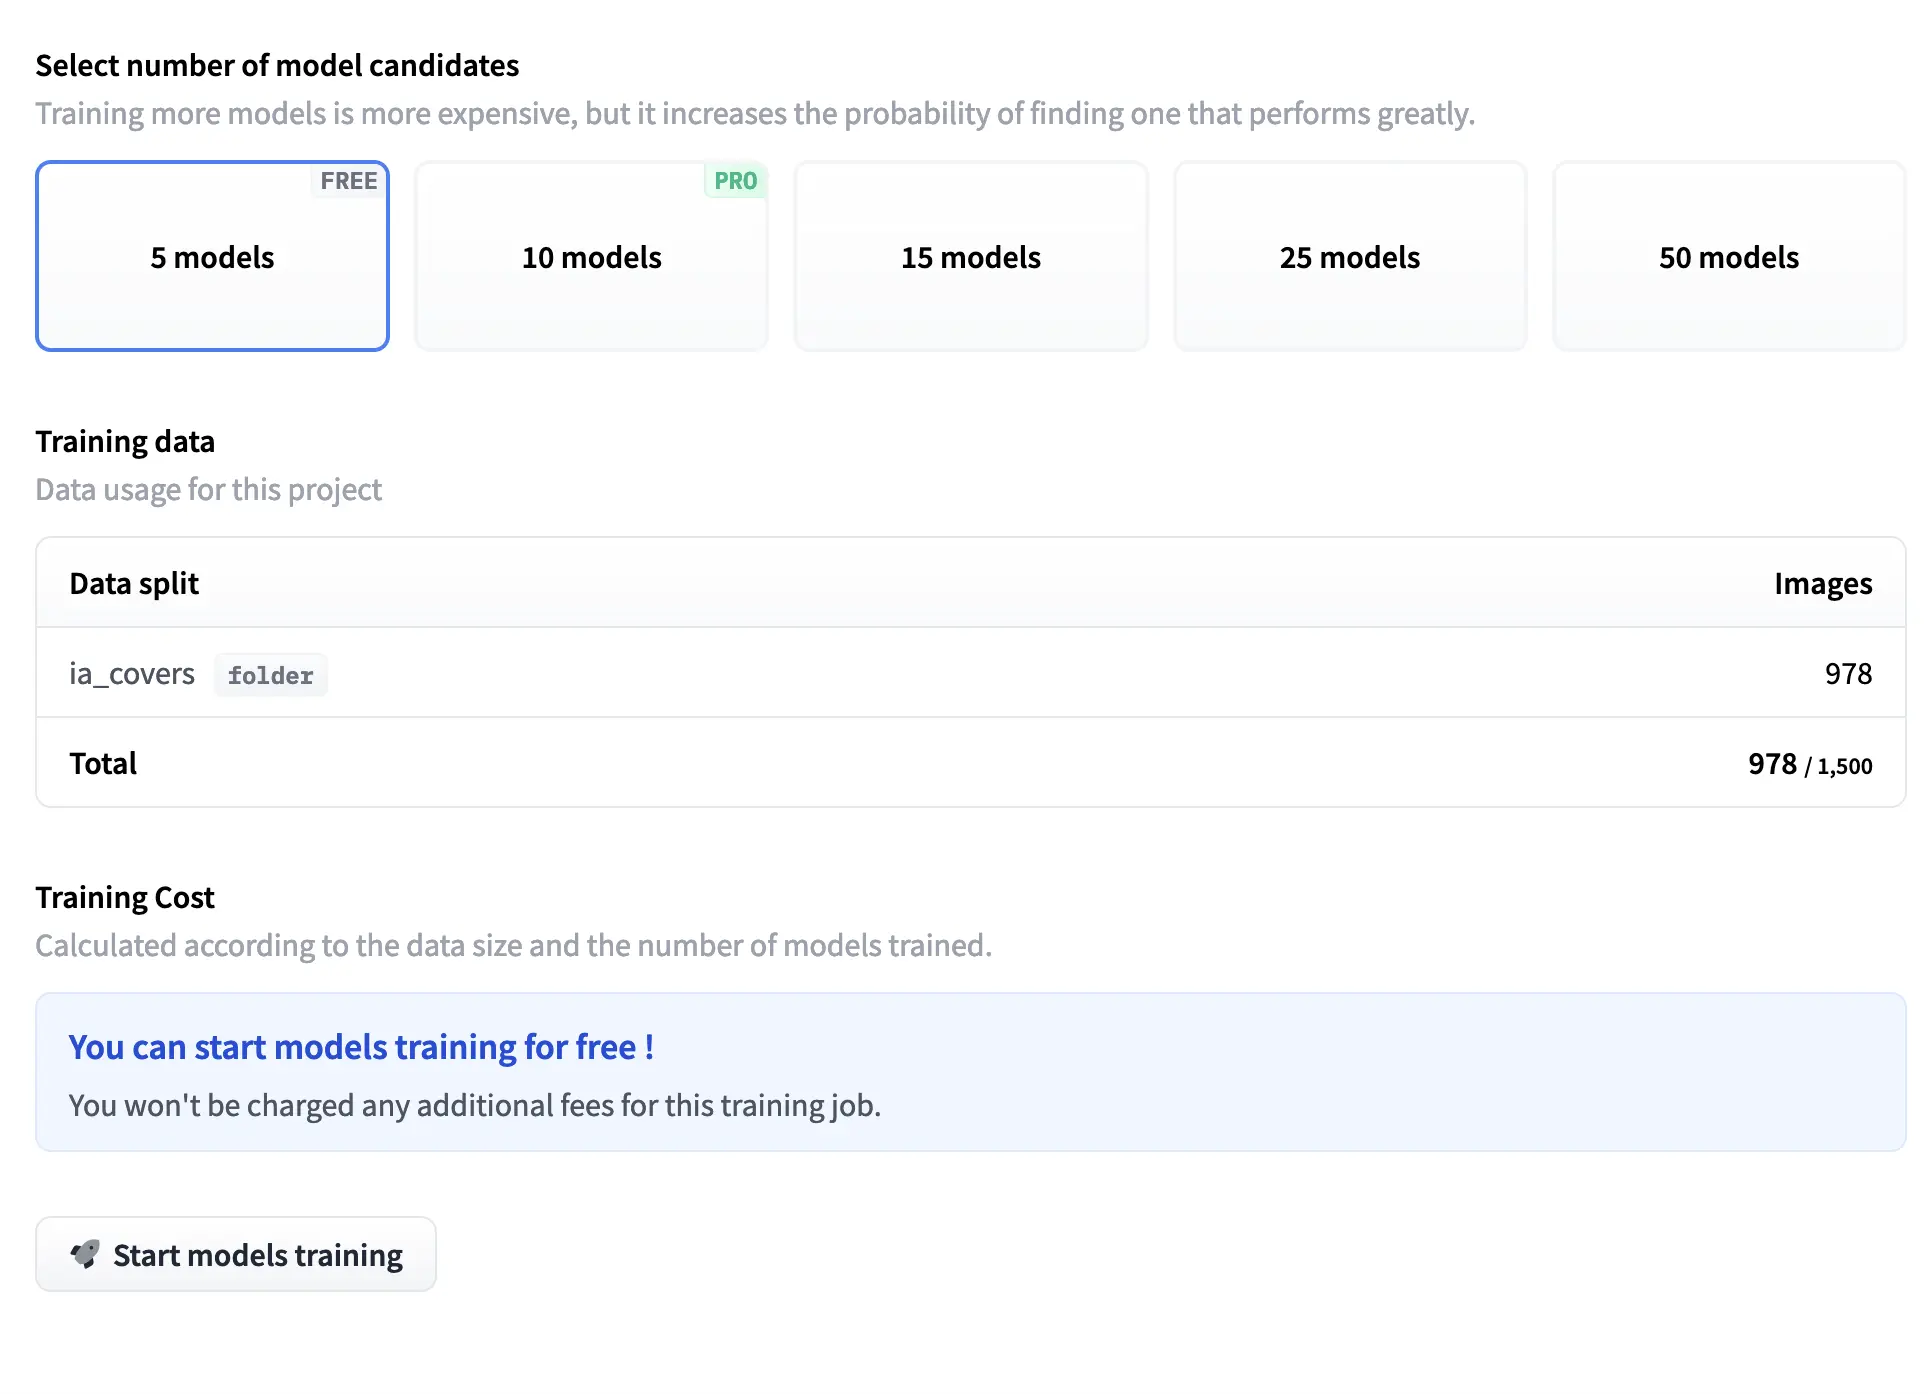 Select number of model candidates
Training more models is more expensive, but it increases the probability of finding one that performs greatly.
FREE
PRO
5 models
10 models
15 models
25 models
50 models
Training data
Data usage for this project
Data split Images
ia_covers folder 978
Total 978 / 1,500
Training Cost
Calculated according to the data size and the number of models trained.
You can start models training for free !
You won't be charged any additional fees for this training job.
Start models training